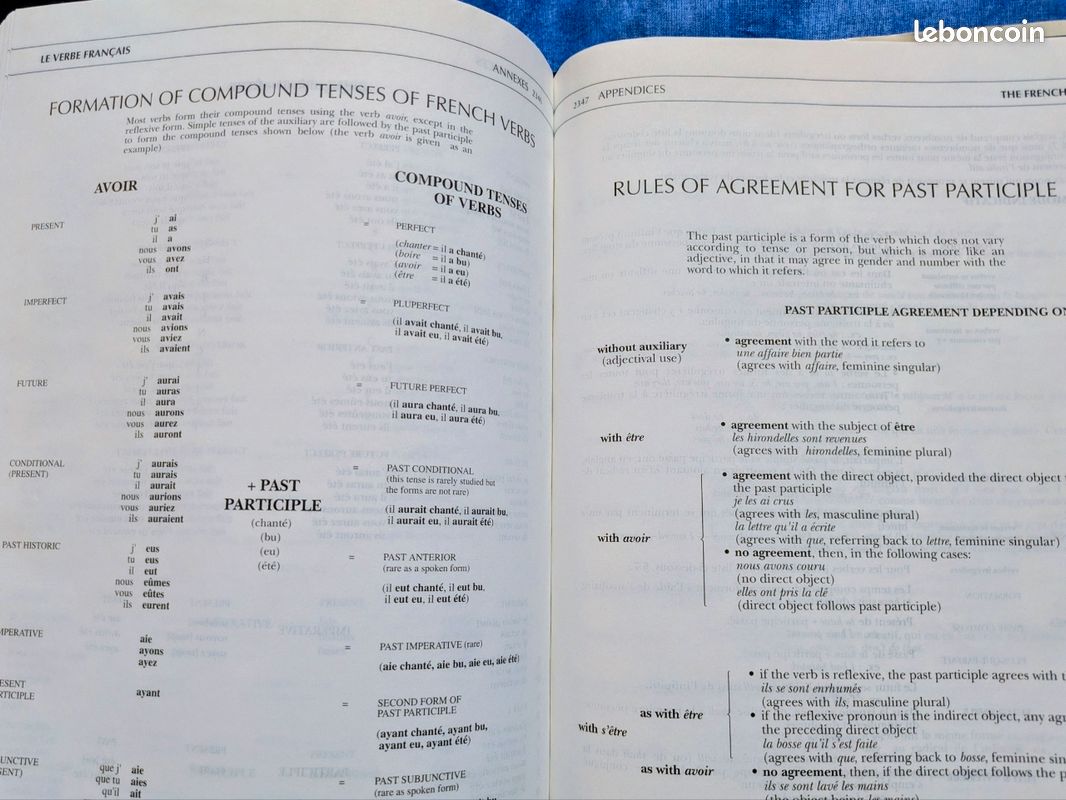 leboncoin
LE VERBE FRANÇAIS
ANNEXES
FORMATION OF COMPOUND TENSES OF FRENCH VERBS
Most verbs form their compound tenses using the verb avoir, except in the
reflexive form. Simple tenses of the auxiliary are followed by the past participle
to form the compound tenses shown below (the verb avoir is given as an
example)
AVOIR
COMPOUND TENSES
OF VERBS
PRESENT
j' ai
tu as
il a
nous avons
vous avez
ils ont
= PERFECT
(chanter = il a chanté)
(boire = il a bu)
(avoir = il a eu)
(être = il a été)
IMPERFECT
j' avais
tu avais
il avait
nous avions
vous aviez
ils avaient
= PLUPERFECT
(il avait chanté, il avait bu,
il avait eu, il avait été)
FUTURE
j' aurai
tu auras
il aura
nous aurons
vous aurez
ils auront
= FUTURE PERFECT
(il aura chanté, il aura bu,
il aura eu, il aura été)
CONDITIONAL
(PRESENT)
j' aurais
tu aurais
il aurait
nous aurions
vous auriez
ils auraient
+ PAST
PARTICIPLE
(chanté)
(bu)
(eu)
(été)
= PAST CONDITIONAL
(this tense is rarely studied but
the forms are not rare)
(il aurait chanté, il aurait bu,
il aurait eu, il aurait été)
PAST HISTORIC
j' eus
tu eus
il eut
nous eûmes
vous eûtes
ils eurent
= PAST ANTERIOR
(rare as a spoken form)
(il eut chanté, il eut bu,
il eut eu, il eut été)
MPERATIVE
aie
ayons
ayez
= PAST IMPERATIVE (rare)
(aie chanté, aie bu, aie eu, aie été)
ESENT
RTICIPLE
ayant
= SECOND FORM OF
PAST PARTICIPLE
(ayant chanté, ayant bu,
ayant eu, ayant été)
UNCTIVE
SENT)
que j' aie
que tu aies
qu'il ait
= PAST SUBJUNCTIVE
(rare as spoken form)
2347 APPENDICES
THE FRENCH
RULES OF AGREEMENT FOR PAST PARTICIPLE
The past participle is a form of the verb which does not vary
according to tense or person, but which is more like an
adjective, in that it may agree in gender and number with the
word to which it refers.
PAST PARTICIPLE AGREEMENT DEPENDING ON
without auxiliary
(adjectival use)
• agreement with the word it refers to
une affaire bien partie
(agrees with affaire, feminine singular)
with être
• agreement with the subject of être
les hirondelles sont revenues
(agrees with hirondelles, feminine plural)
with avoir
• agreement with the direct object, provided the direct object
the past participle
je les ai crus
(agrees with les, masculine plural)
la lettre qu'il a écrite
(agrees with que, referring back to lettre, feminine singular)
• no agreement, then, in the following cases:
nous avons couru
(no direct object)
elles ont pris la clé
(direct object follows past participle)
with s'être
as with être
• if the verb is reflexive, the past participle agrees with t
ils se sont enrhumés
(agrees with ils, masculine plural)
• if the reflexive pronoun is the indirect object, any ag
the preceding direct object
la bosse qu'il s'est faite
(agrees with que, referring back to bosse, feminine sin
as with avoir
• no agreement, then, if the direct object follows the p
ils se sont lavé les mains
(the object being les mains)